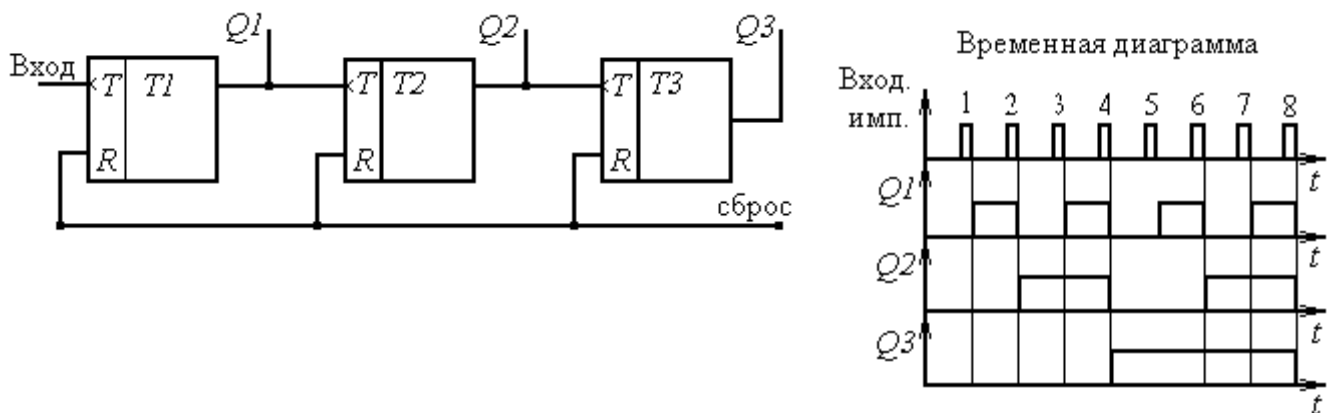 Q1 Q2 Q3
Вход
T T1 T T2 T T3
R R R
сброс
Временная диаграмма
Вход.
имп.
1 2 3 4 5 6 7 8
t
Q1
t
Q2
t
Q3
t